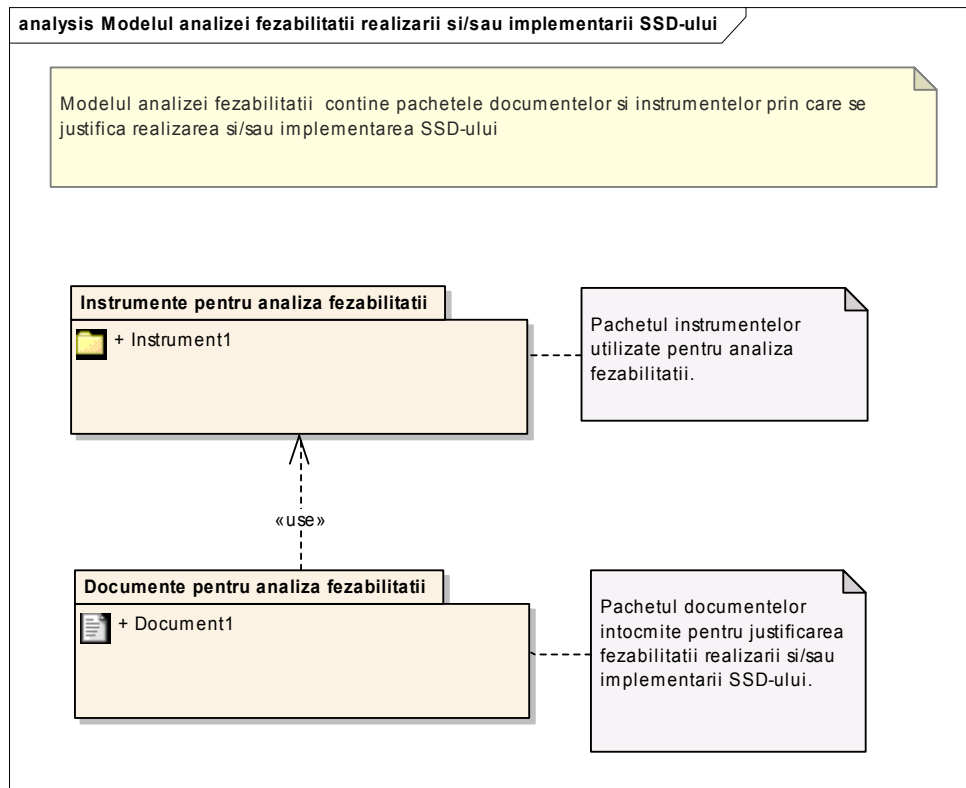 analysis Modelul analizei fezabilitatii realizarii si/sau implementarii SSD-ului
Modelul analizei fezabilitatii contine pachetele documentelor si instrumentelor prin care se
justifica realizarea si/sau implementarea SSD-ului
Instrumente pentru analiza fezabilitatii
+ Instrument1
Pachetul instrumentelor
utilizate pentru analiza
fezabilitatii.
«use»
Documente pentru analiza fezabilitatii
+ Document1
Pachetul documentelor
intocmite pentru justificarea
fezabilitatii realizarii si/sau
implementarii SSD-ului.